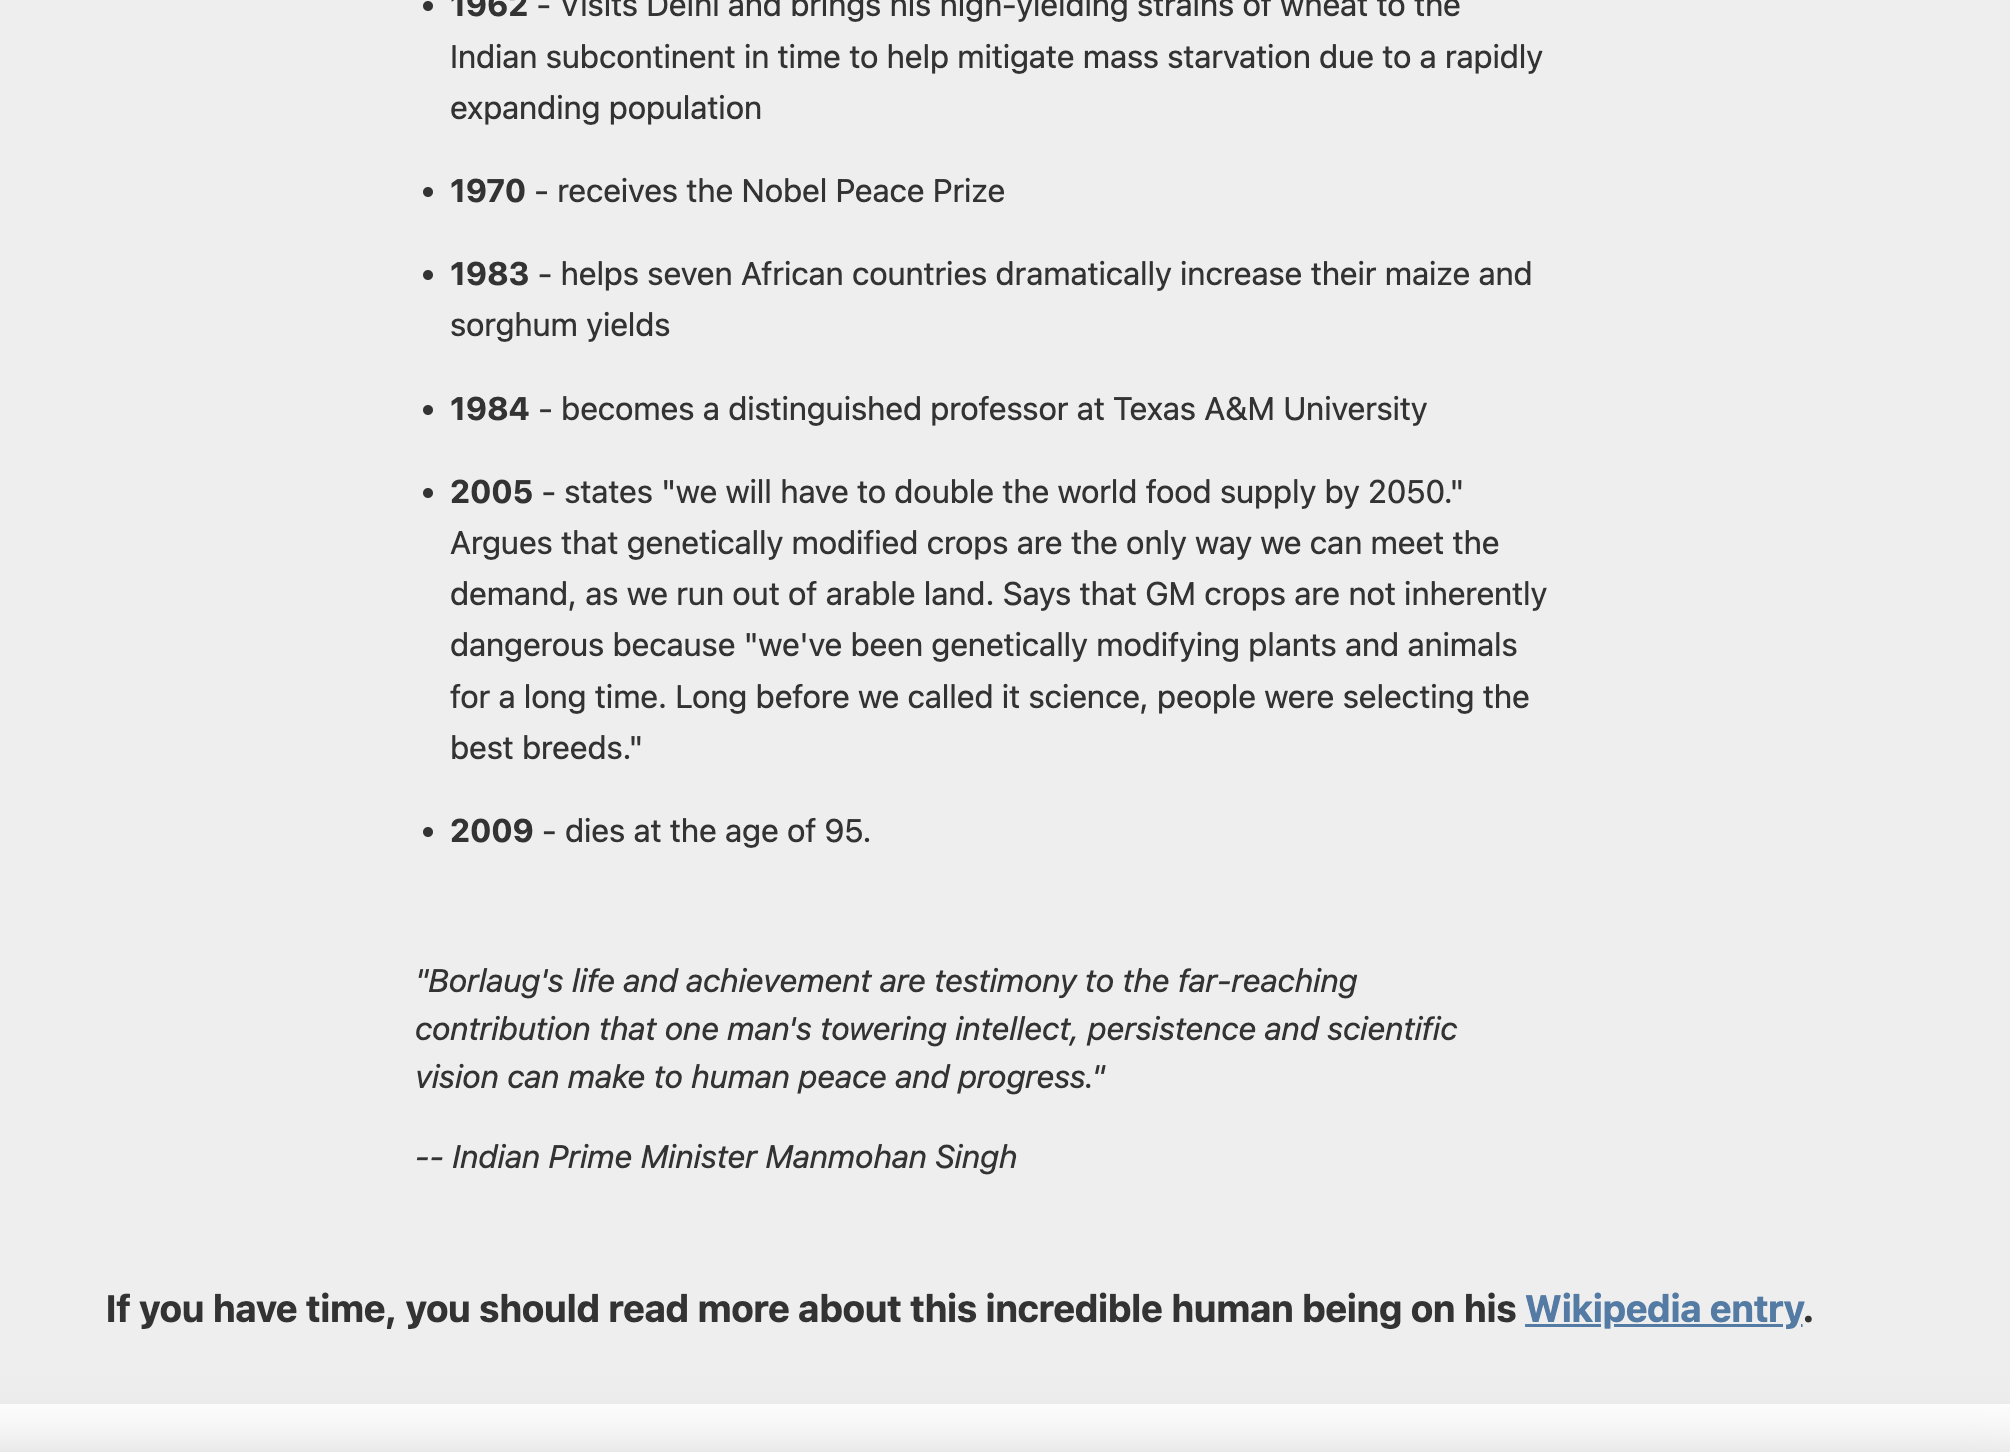 1962 - Visits Delhi and brings his high-yielding strains of wheat to the
Indian subcontinent in time to help mitigate mass starvation due to a rapidly
expanding population
1970 - receives the Nobel Peace Prize
1983 - helps seven African countries dramatically increase their maize and
sorghum yields
1984 - becomes a distinguished professor at Texas A&M University
2005 - states "we will have to double the world food supply by 2050."
Argues that genetically modified crops are the only way we can meet the
demand, as we run out of arable land. Says that GM crops are not inherently
dangerous because "we've been genetically modifying plants and animals
for a long time. Long before we called it science, people were selecting the
best breeds."
2009 - dies at the age of 95.
"Borlaug's life and achievement are testimony to the far-reaching
contribution that one man's towering intellect, persistence and scientific
vision can make to human peace and progress."
-- Indian Prime Minister Manmohan Singh
If you have time, you should read more about this incredible human being on his Wikipedia entry.